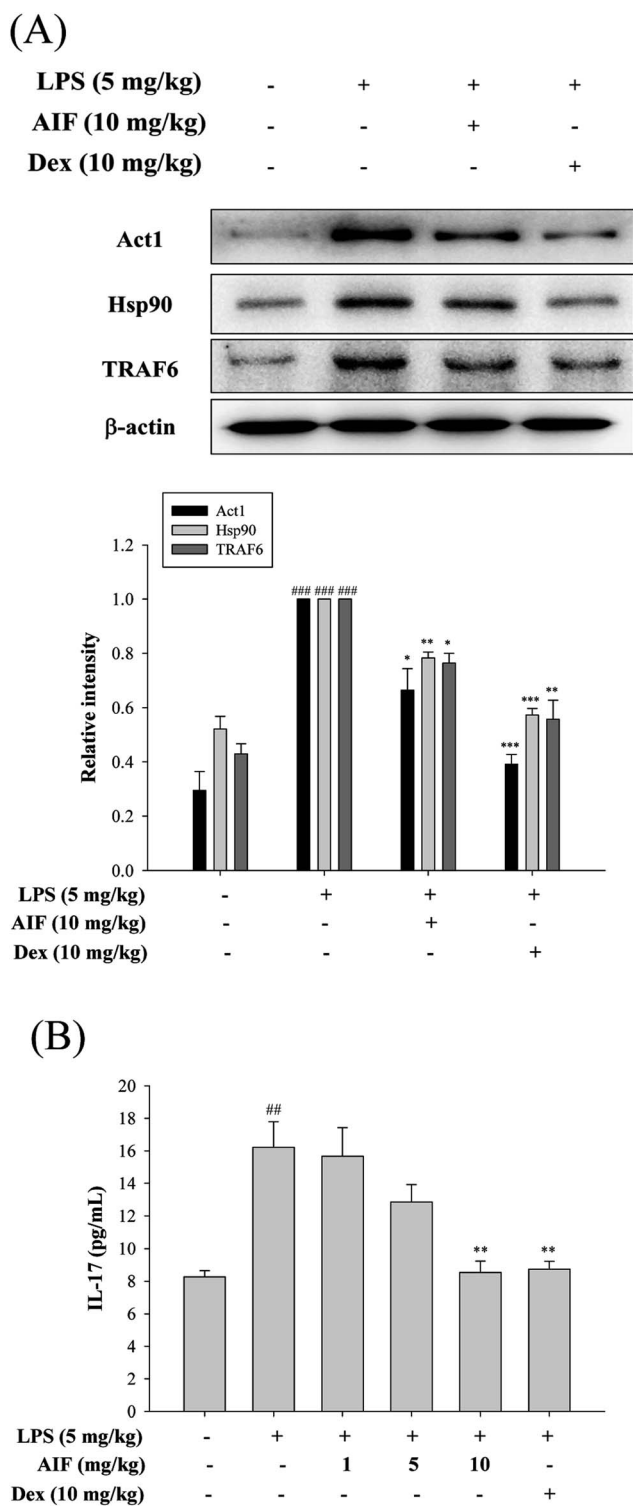 (A)
LPS (5 mg/kg) - + + +
AIF (10 mg/kg) - - + -
Dex (10 mg/kg) - - - +
Act1
Hsp90
TRAF6
β-actin
Act1
Hsp90
TRAF6
1.2
1.0
0.8
0.6
0.4
0.2
0.0
Relative intensity
### ### ###
* ** *
*** *** **
LPS (5 mg/kg) - + + +
AIF (10 mg/kg) - - + -
Dex (10 mg/kg) - - - +
(B)
20
18
16
14
12
10
8
6
4
2
0
IL-17 (pg/mL)
##
** **
LPS (5 mg/kg) - + + + + +
AIF (mg/kg) - - 1 5 10 -
Dex (10 mg/kg) - - - - - +